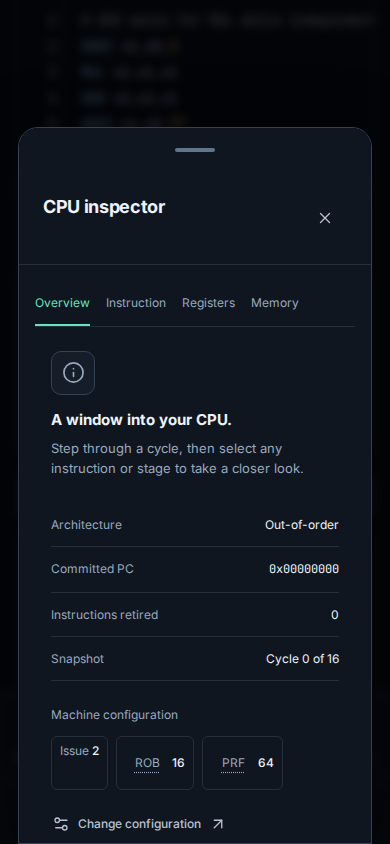 CPU inspector
Overview Instruction Registers Memory
A window into your CPU.
Step through a cycle, then select any
instruction or stage to take a closer look.
Architecture Out-of-order
Committed PC 0x00000000
Instructions retired 0
Snapshot Cycle 0 of 16
Machine configuration
Issue 2 ROB 16 PRF 64
Change configuration